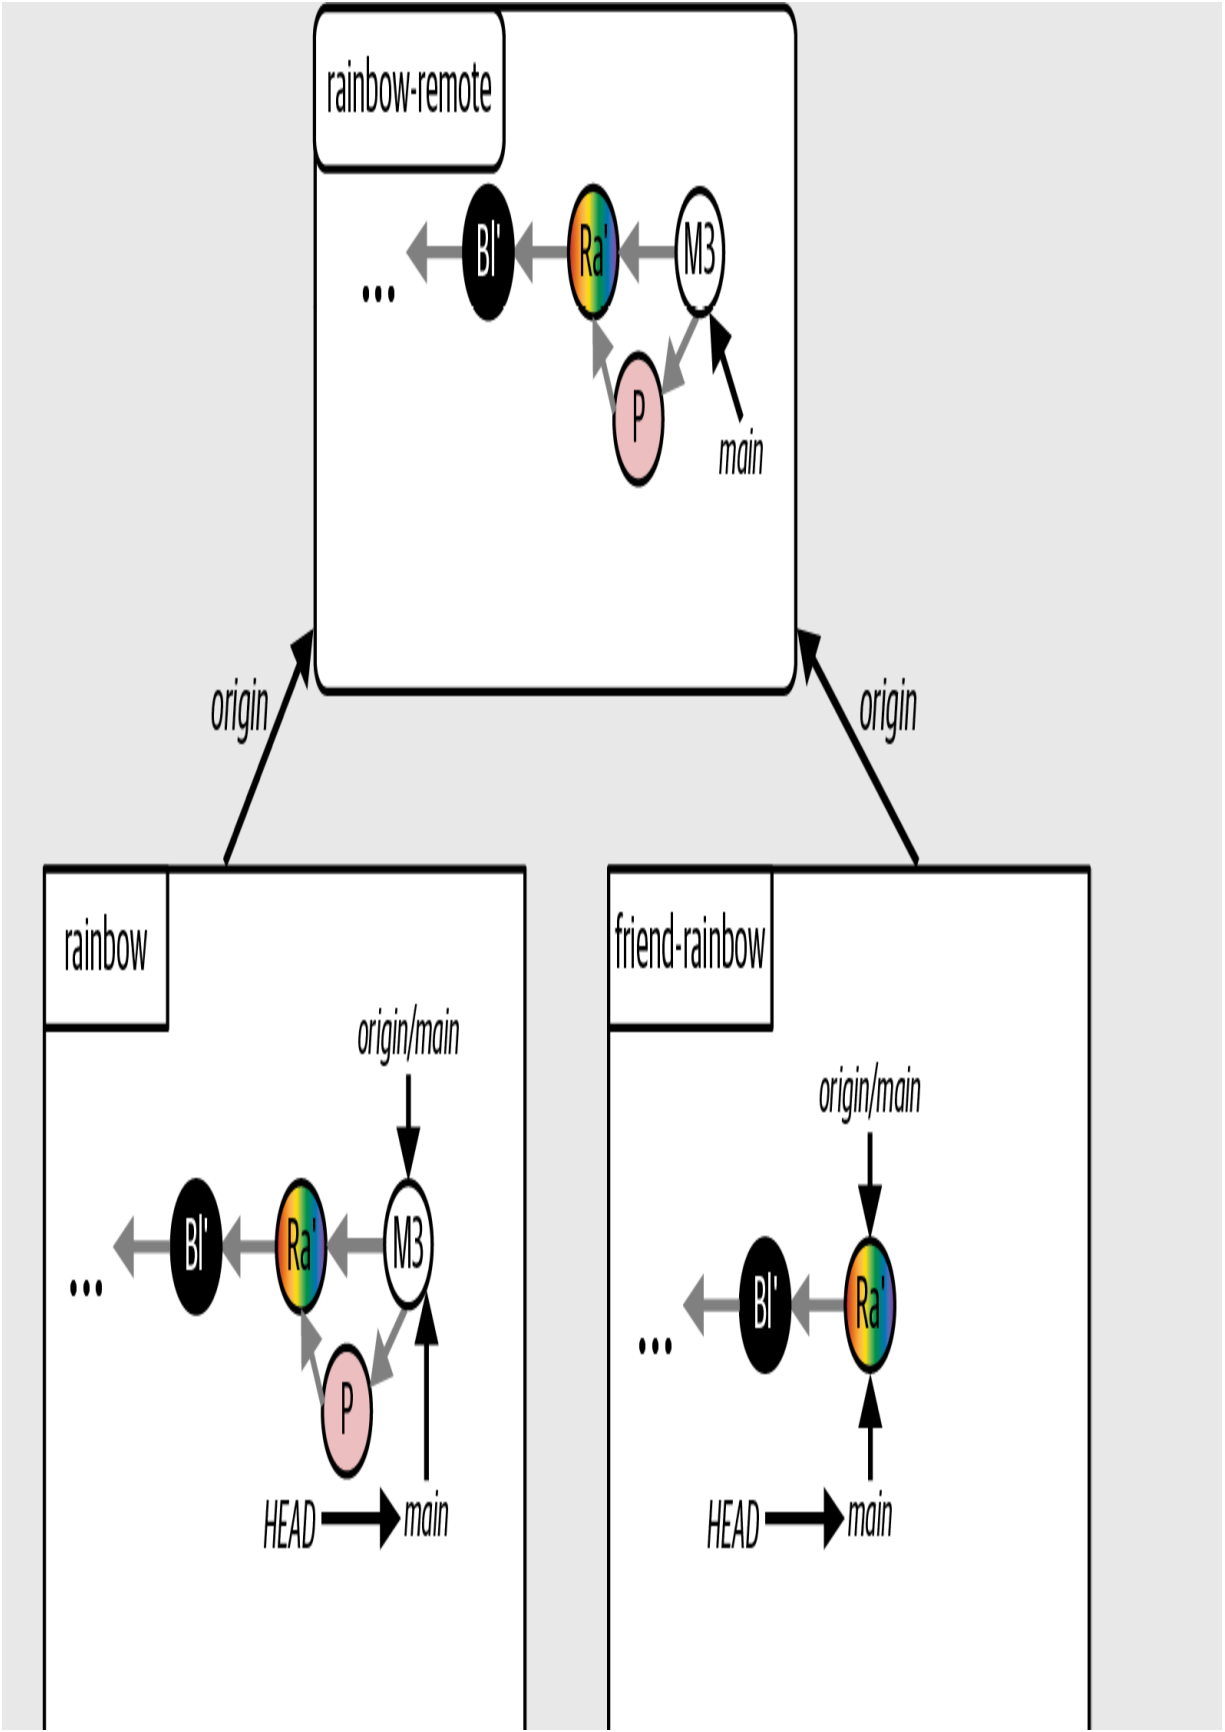 rainbow-remote
Bl'
Ra'
M3
...
P
main
origin
origin
rainbow
origin/main
Bl'
Ra'
M3
...
P
HEAD
main
friend-rainbow
origin/main
Bl'
Ra'
...
HEAD
main